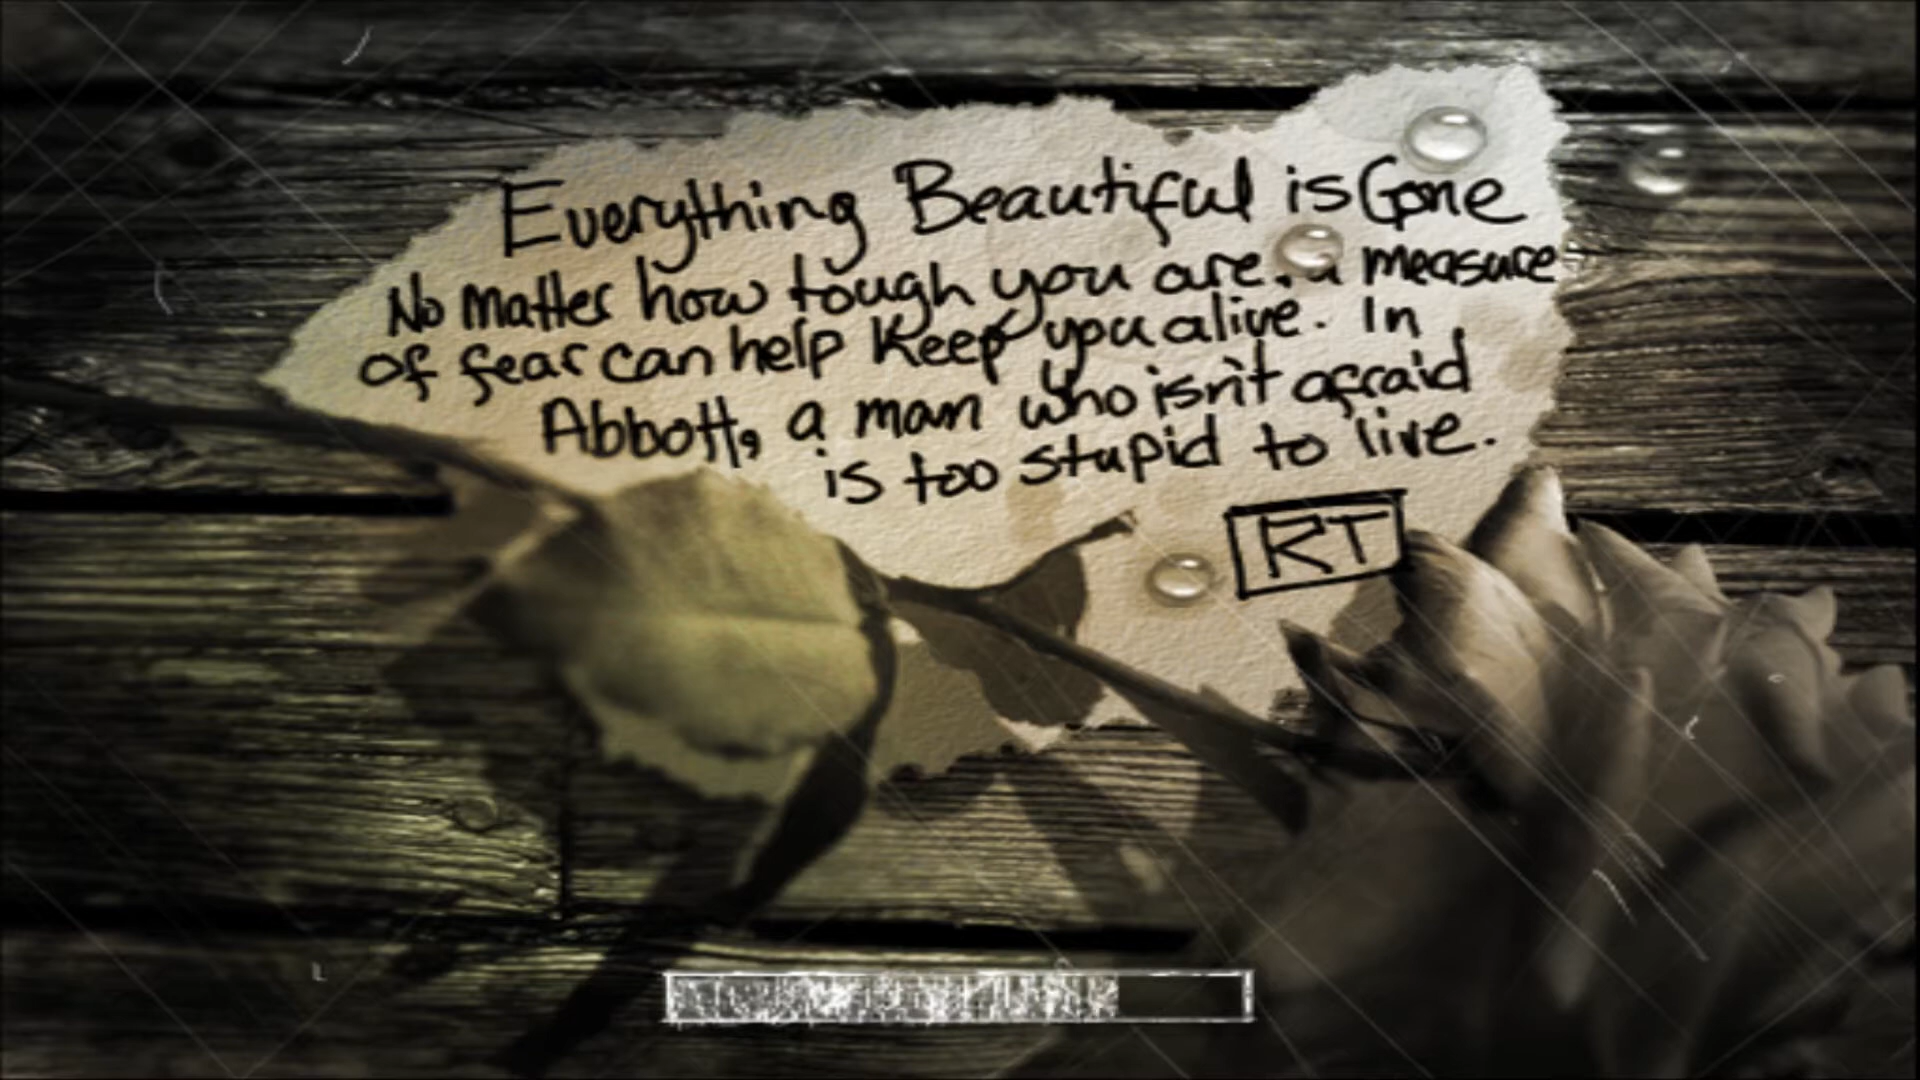 Everything Beautiful is Gone
No matter how tough you are, a measure
of fear can help keep you alive. In
Abbott, a man who isn't afraid
is too stupid to live.
RT